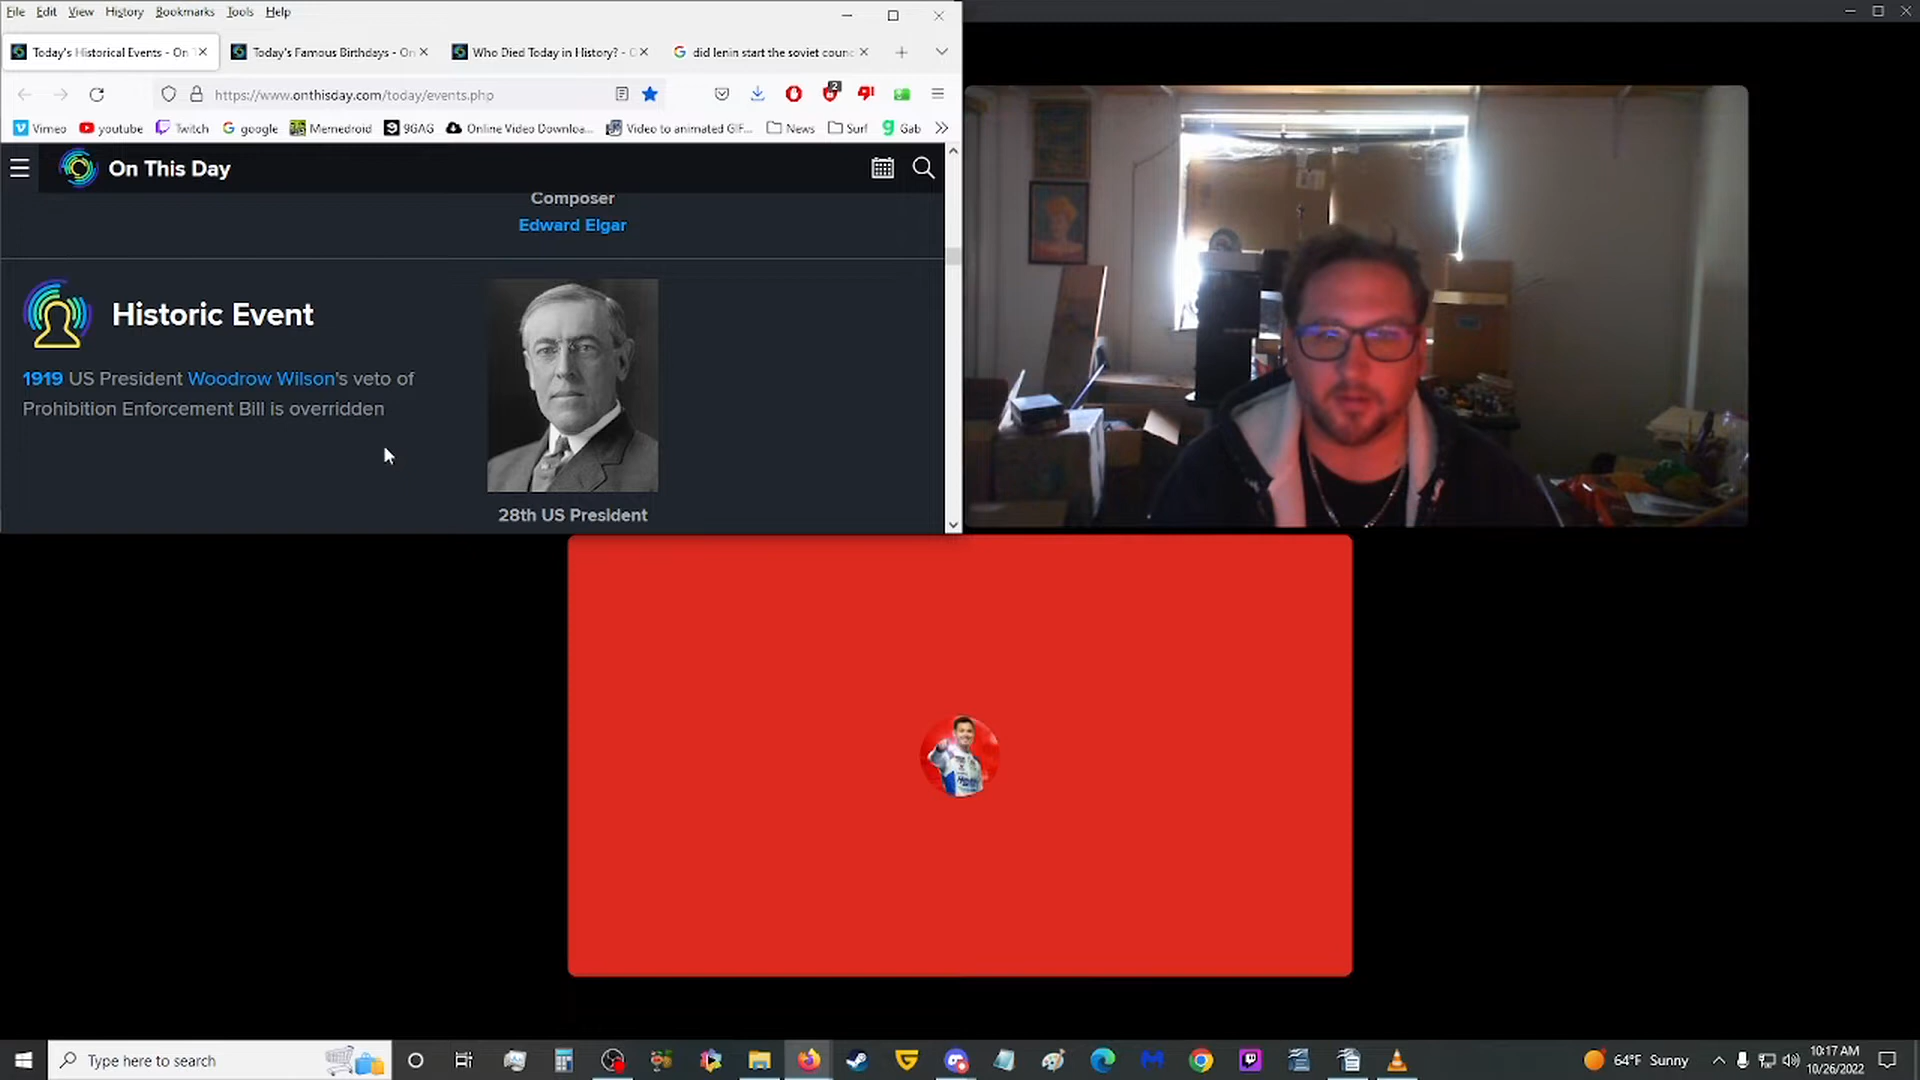 File Edit View History Bookmarks Tools Help
Today's Historical Events - On T
Today's Famous Birthdays - On
Who Died Today in History? - O
did lenin start the soviet counc
https://www.onthisday.com/today/events.php
2
Vimeo youtube Twitch google Memedroid 9GAG Online Video Downloa... Video to animated GIF... News Surf Gab
On This Day
Composer
Edward Elgar
Historic Event
1919 US President Woodrow Wilson's veto of
Prohibition Enforcement Bill is overridden
28th US President
Type here to search
64°F Sunny
10:17 AM
10/26/2022